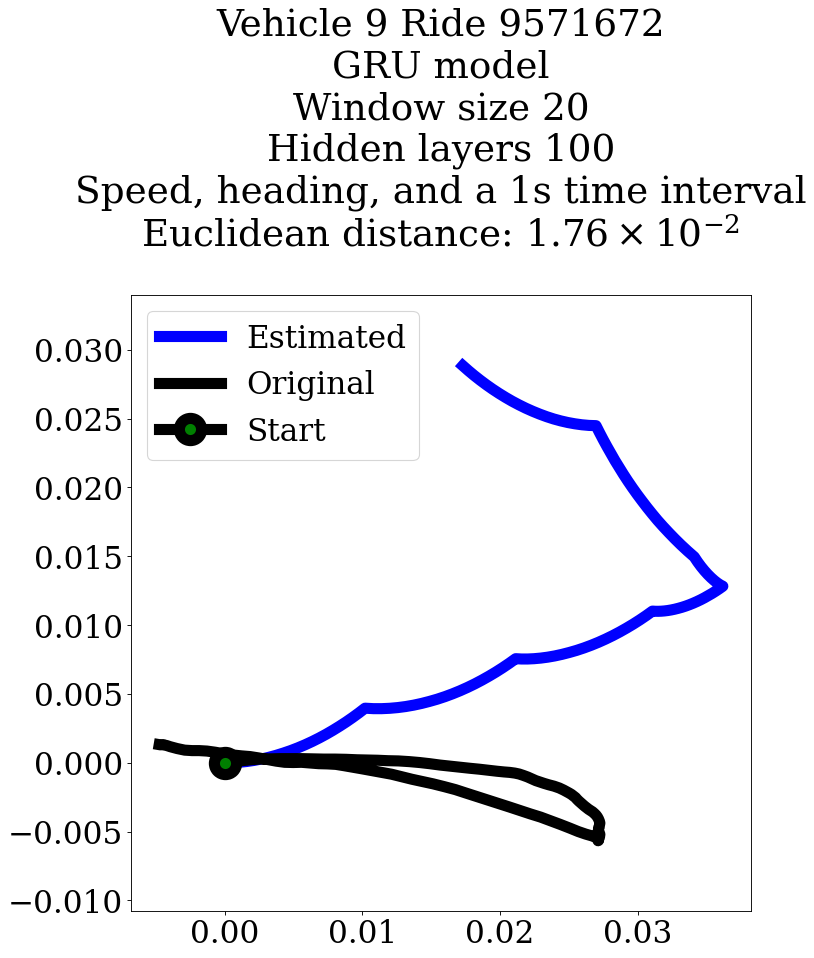 Vehicle 9 Ride 9571672
GRU model
Window size 20
Hidden layers 100
Speed, heading, and a 1s time interval
Euclidean distance: 1.76 × 10⁻²
Estimated
Original
Start
0.030
0.025
0.020
0.015
0.010
0.005
0.000
−0.005
−0.010
0.00 0.01 0.02 0.03